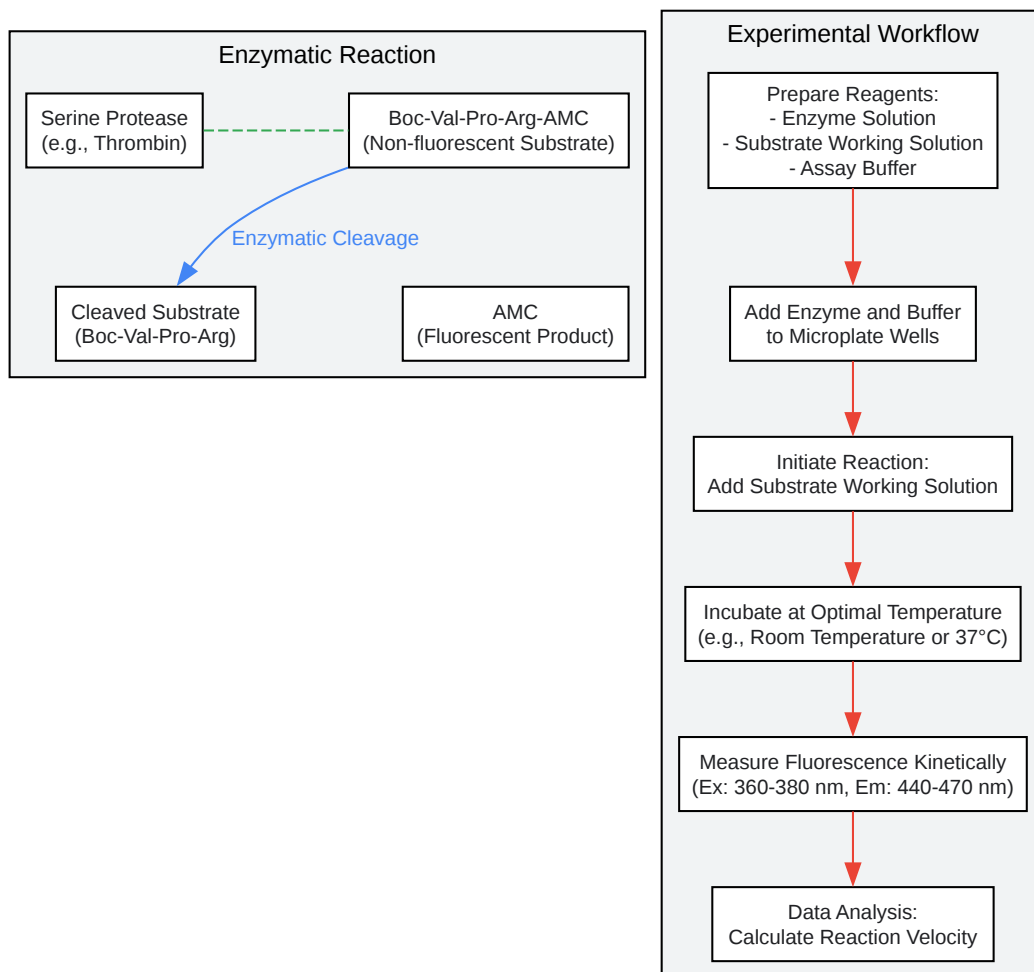 Enzymatic Reaction
Serine Protease
(e.g., Thrombin)
Boc-Val-Pro-Arg-AMC
(Non-fluorescent Substrate)
Enzymatic Cleavage
Cleaved Substrate
(Boc-Val-Pro-Arg)
AMC
(Fluorescent Product)
Experimental Workflow
Prepare Reagents:
- Enzyme Solution
- Substrate Working Solution
- Assay Buffer
Add Enzyme and Buffer
to Microplate Wells
Initiate Reaction:
Add Substrate Working Solution
Incubate at Optimal Temperature
(e.g., Room Temperature or 37°C)
Measure Fluorescence Kinetically
(Ex: 360-380 nm, Em: 440-470 nm)
Data Analysis:
Calculate Reaction Velocity